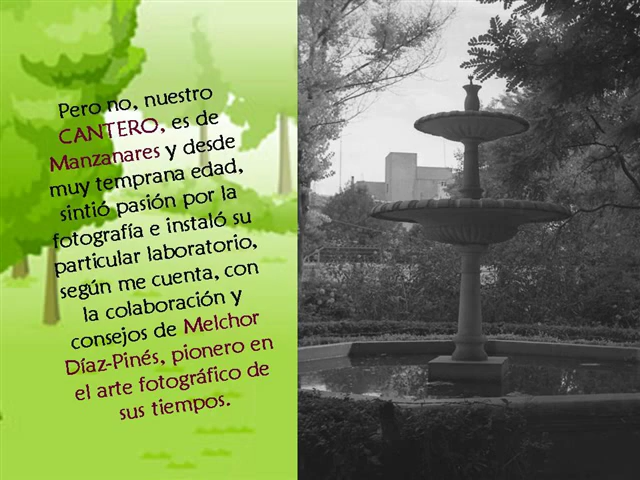 Pero no, nuestro
CANTERO, es de
Manzanares y desde
muy temprana edad,
sintió pasión por la
fotografía e instaló su
particular laboratorio,
según me cuenta, con
la colaboración y
consejos de Melchor
Díaz-Pinés, pionero en
el arte fotográfico de
sus tiempos.